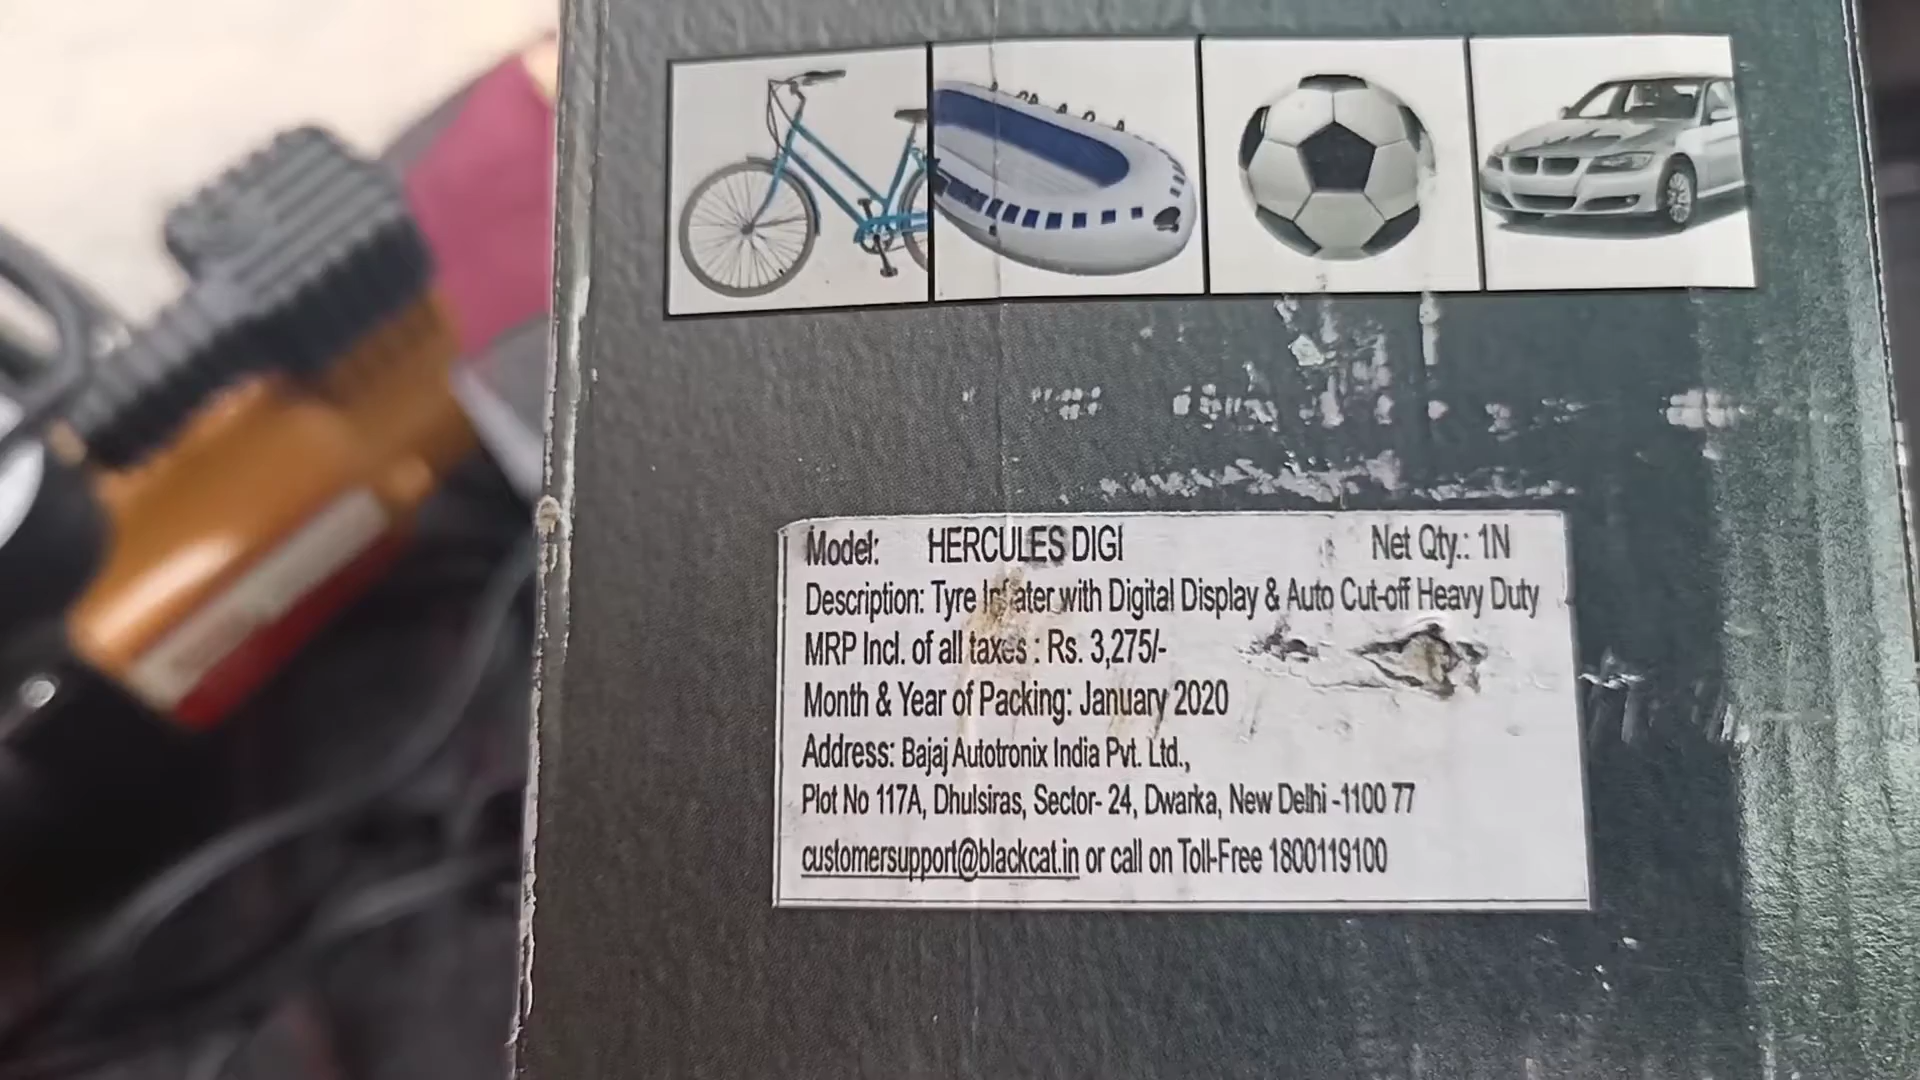 Model: HERCULES DIGI Net Qty.: 1N
Description: Tyre Inflater with Digital Display & Auto Cut-off Heavy Duty
MRP Incl. of all taxes : Rs. 3,275/-
Month & Year of Packing: January 2020
Address: Bajaj Autotronix India Pvt. Ltd.,
Plot No 117A, Dhulsiras, Sector- 24, Dwarka, New Delhi -1100 77
customersupport@blackcat.in or call on Toll-Free 1800119100